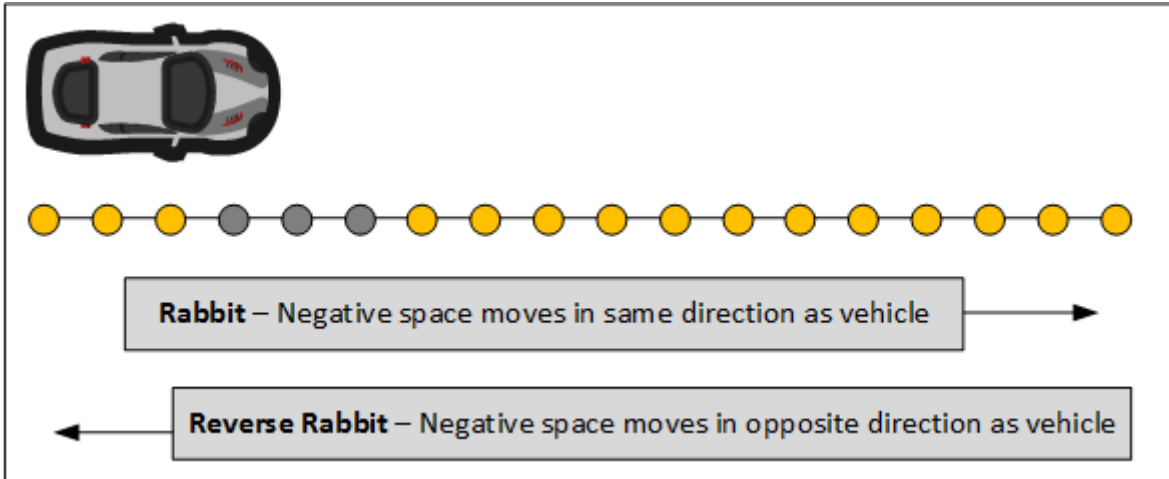 Rabbit – Negative space moves in same direction as vehicle
Reverse Rabbit – Negative space moves in opposite direction as vehicle